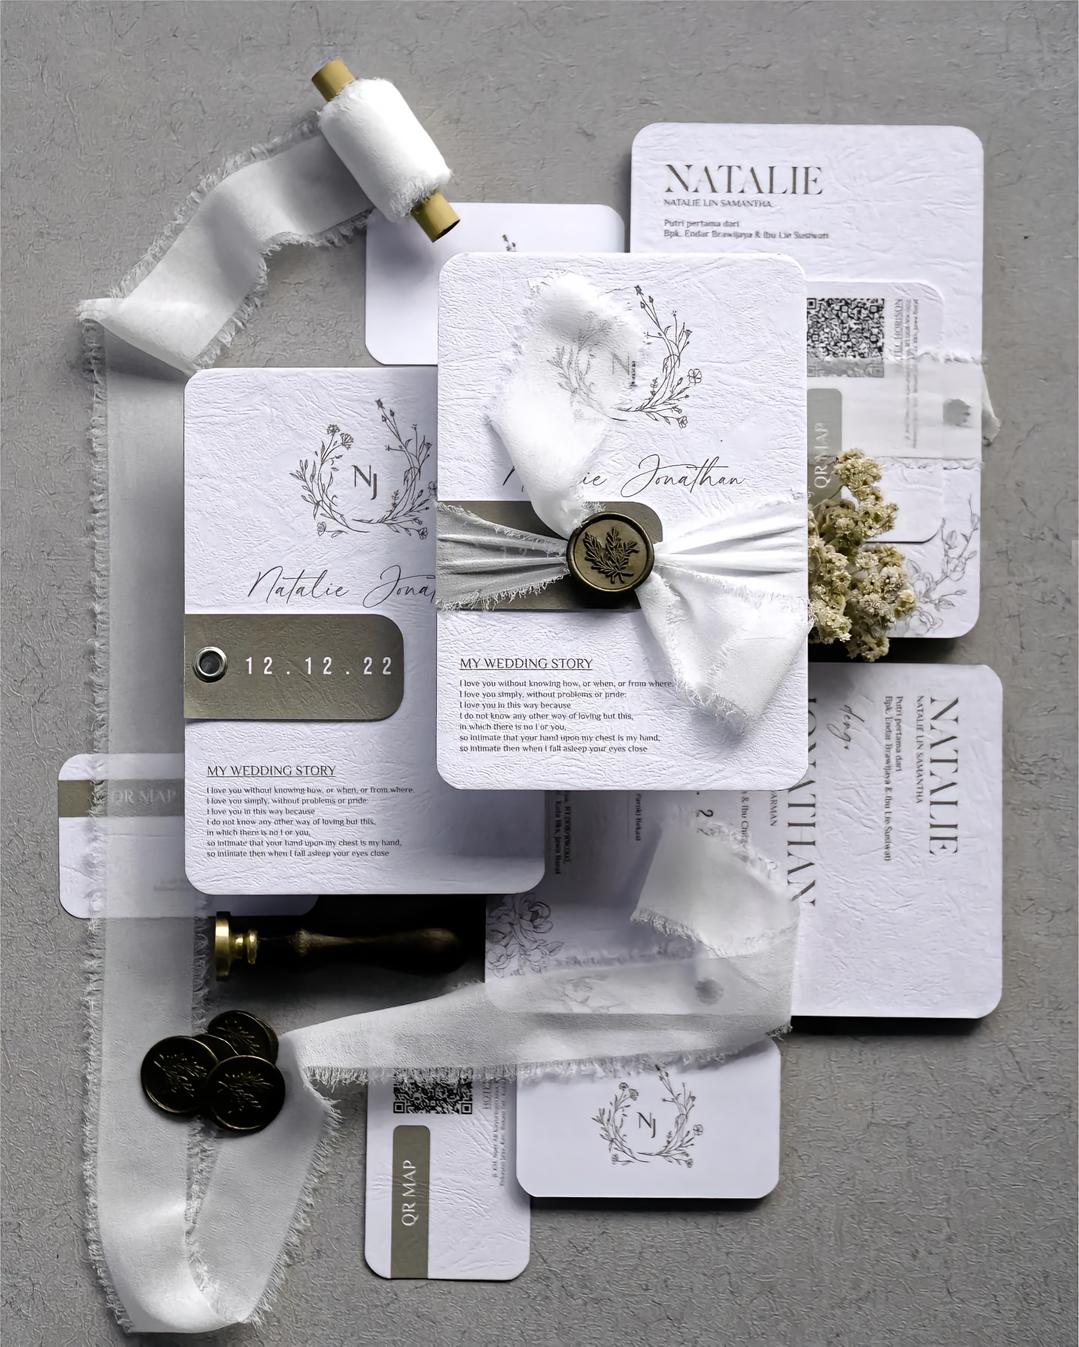 NATALIE
NATALIE LIN SAMANTHA
Putri pertama dari
Bpk. Endar Brawijaya & Ibu Lie Susiwati
N
Jonathan
MY WEDDING STORY
I love you without knowing how, or when, or from where.
I love you simply, without problems or pride:
I love you in this way because
I do not know any other way of loving but this,
in which there is no I or you,
so intimate that your hand upon my chest is my hand,
so intimate then when I fall asleep your eyes close
QR MAP
NJ
Natalie
12.12.22
MY WEDDING STORY
I love you without knowing how, or when, or from where.
I love you simply, without problems or pride:
I love you in this way because
I do not know any other way of loving but this,
in which there is no I or you,
so intimate that your hand upon my chest is my hand,
so intimate then when I fall asleep your eyes close
QR MAP
NATALIE
NATALIE LIN SAMANTHA
Putri pertama dari
Bpk. Endar Brawijaya & Ibu Lie Susiwati
deng.
JONATHAN
QR MAP
NJ